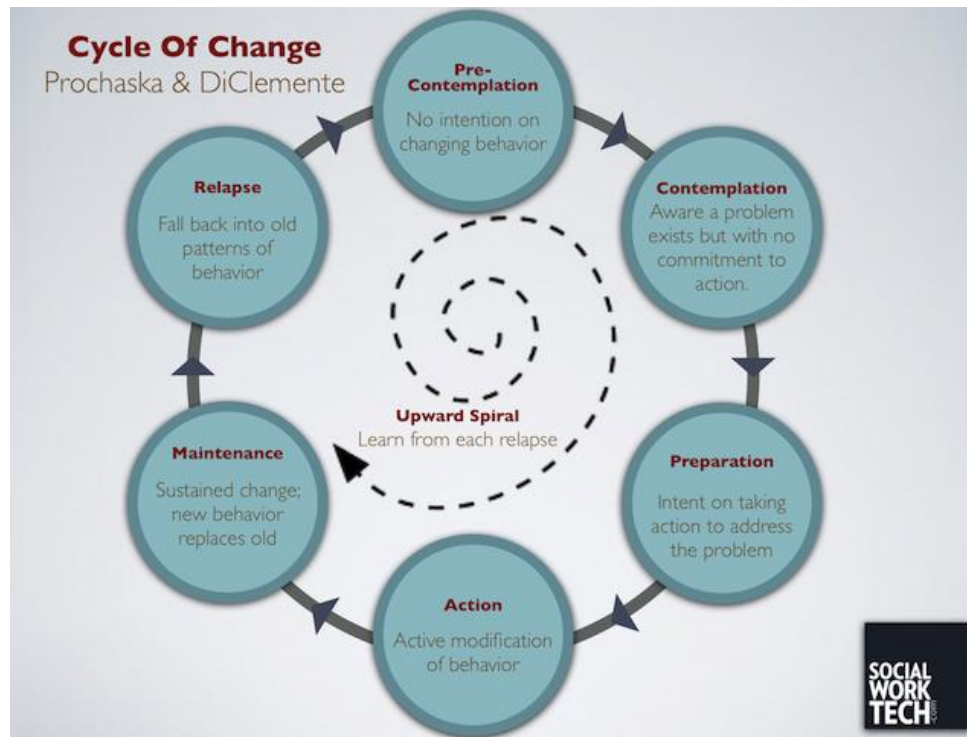 Cycle Of Change
Prochaska & DiClemente
Pre-
Contemplation
No intention on
changing behavior
Contemplation
Aware a problem
exists but with no
commitment to
action.
Preparation
Intent on taking
action to address
the problem
Action
Active modification
of behavior
Maintenance
Sustained change;
new behavior
replaces old
Relapse
Fall back into old
patterns of
behavior
Upward Spiral
Learn from each relapse
SOCIAL
WORK
TECH.com